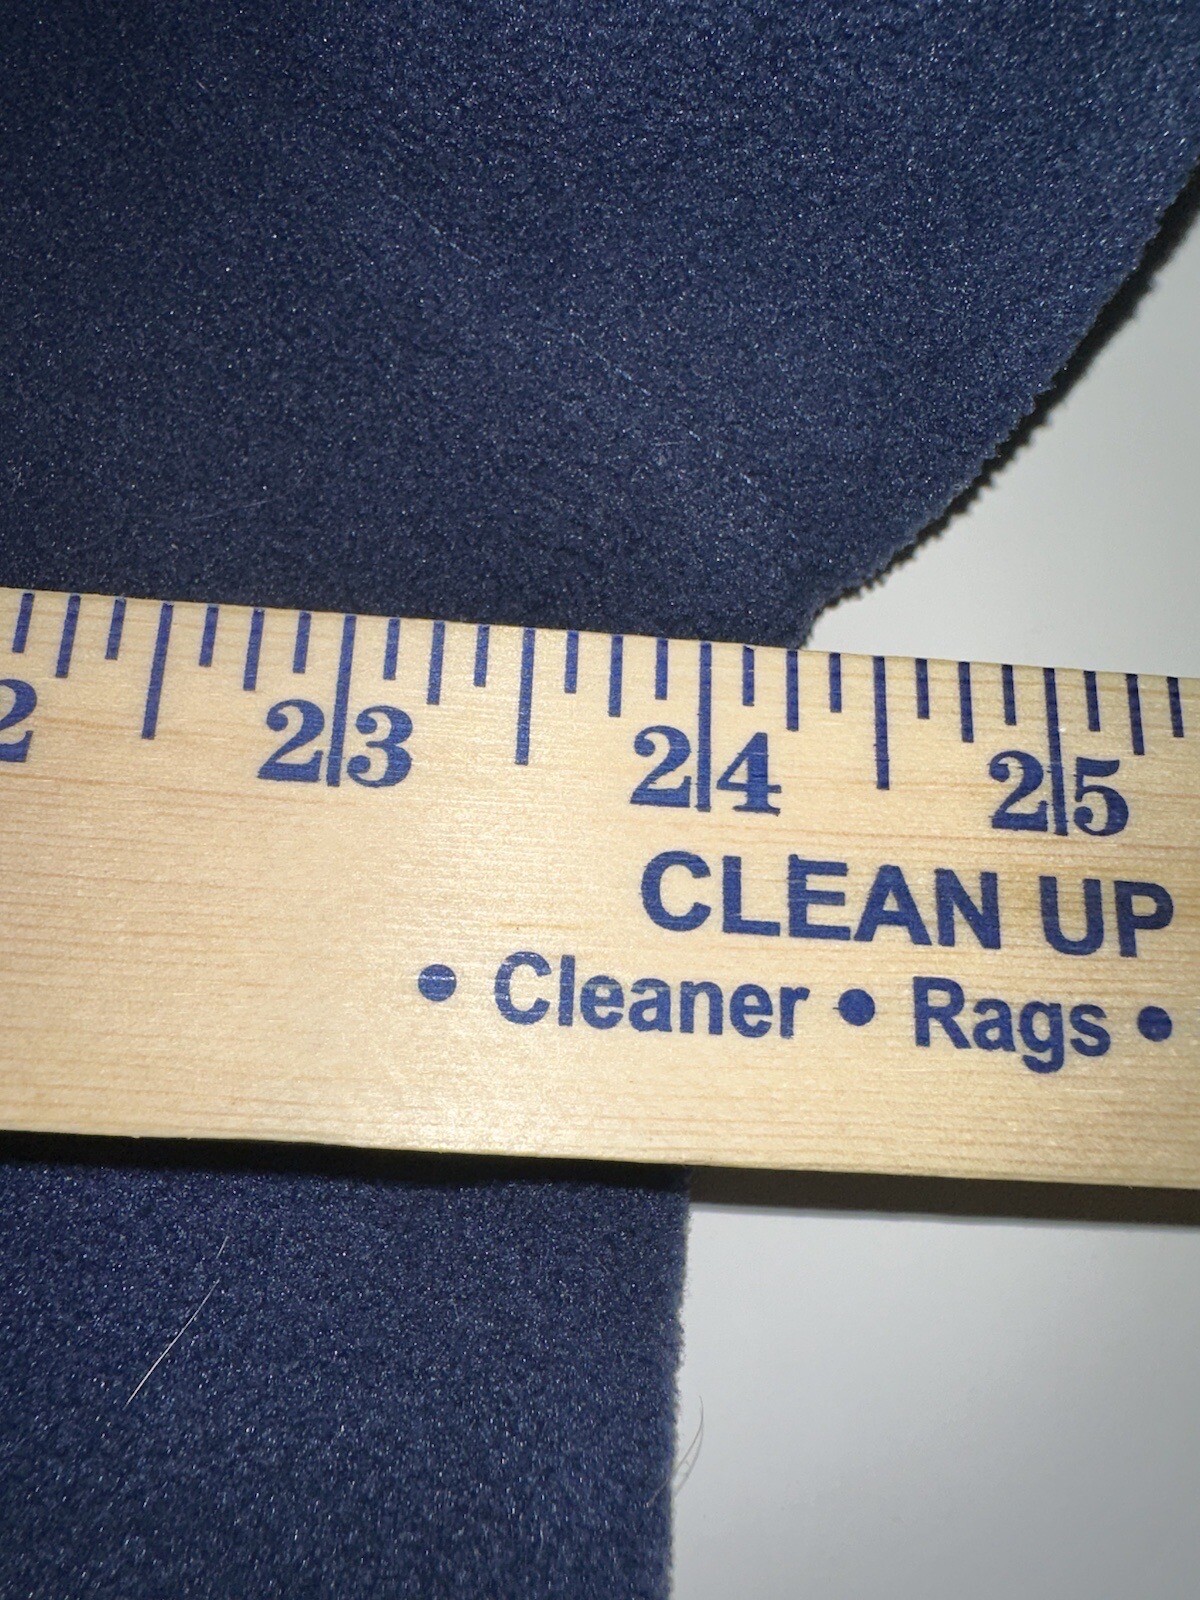 2 23 24 25
CLEAN UP
• Cleaner • Rags •